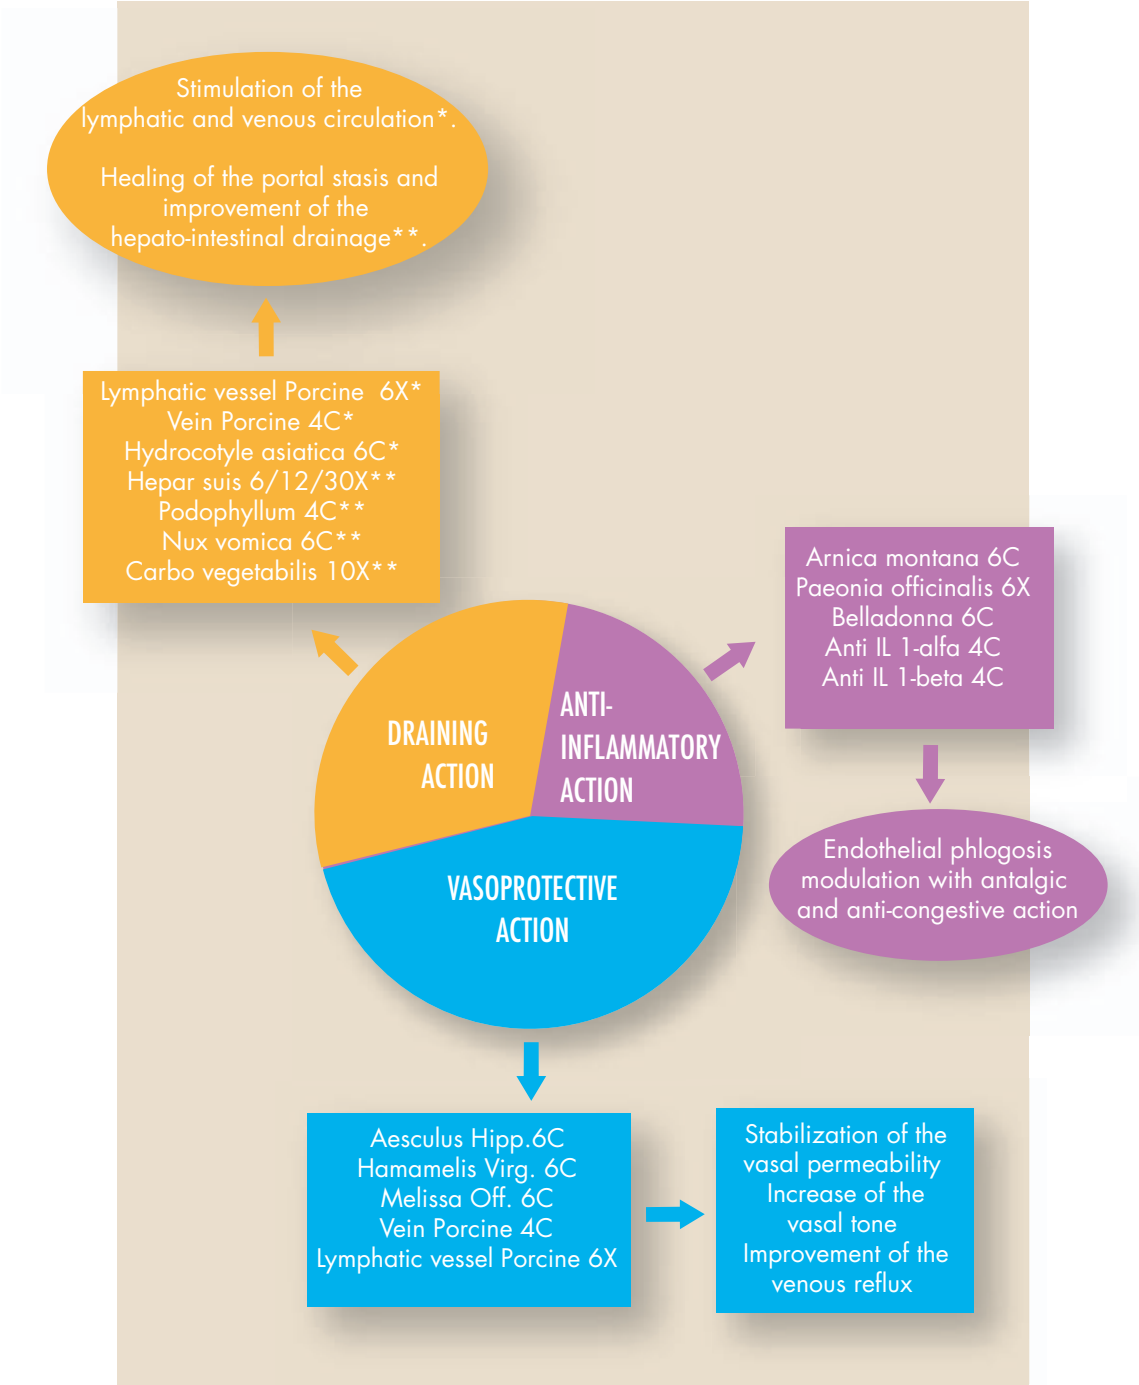 Stimulation of the
lymphatic and venous circulation*.
Healing of the portal stasis and
improvement of the
hepato-intestinal drainage**.
Lymphatic vessel Porcine 6X*
Vein Porcine 4C*
Hydrocotyle asiatica 6C*
Hepar suis 6/12/30X**
Podophyllum 4C**
Nux vomica 6C**
Carbo vegetabilis 10X**
DRAINING
ACTION
ANTI-
INFLAMMATORY
ACTION
Arnica montana 6C
Paeonia officinalis 6X
Belladonna 6C
Anti IL 1-alfa 4C
Anti IL 1-beta 4C
Endothelial phlogosis
modulation with antalgic
and anti-congestive action
VASOPROTECTIVE
ACTION
Aesculus Hipp.6C
Hamamelis Virg. 6C
Melissa Off. 6C
Vein Porcine 4C
Lymphatic vessel Porcine 6X
Stabilization of the
vasal permeability
Increase of the
vasal tone
Improvement of the
venous reflux